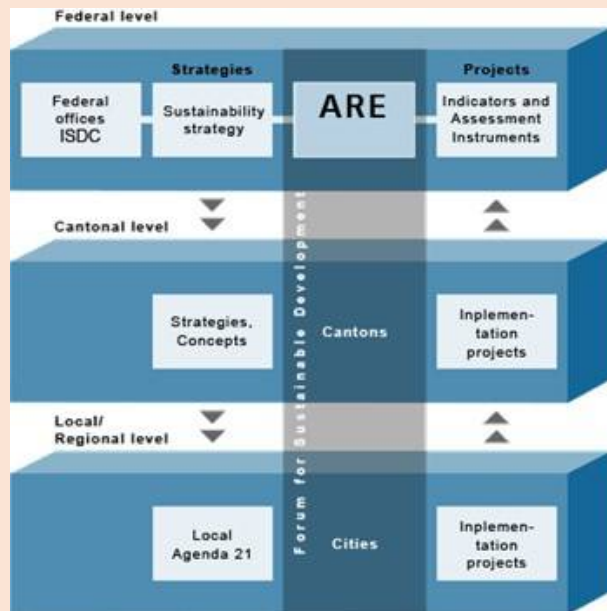 Federal level
Strategies
Projects
Federal
offices
ISDC
Sustainability
strategy
ARE
Indicators and
Assessment
Instruments
Forum for Sustainable Development
Cantonal level
Strategies,
Concepts
Cantons
Inplemen-
tation
projects
Local/
Regional level
Local
Agenda 21
Cities
Inplemen-
tation
projects